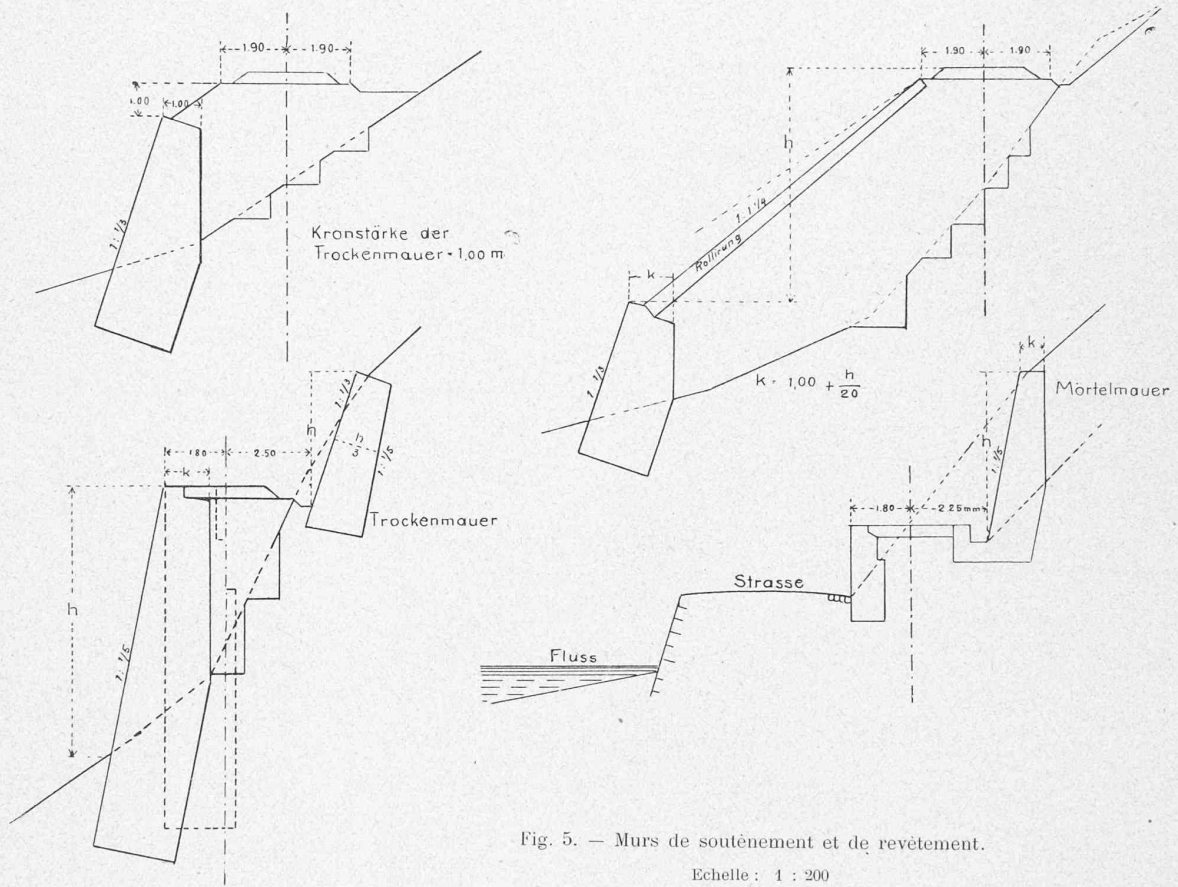 1.90 1.90
1.00 1.00
1: 1/3
Kronstärke der
Trockenmauer = 1,00 m
1.90 1.90
h
1: 1 1/4
Rollirung
k
1: 1/3
k = 1,00 + h/20
1.80 2.50
k
h
1: 1/3
h/3
1: 1/5
Trockenmauer
h
1: 1/5
k
Mörtelmauer
h
1: 1/5
1.80 2.25mm
Strasse
Fluss
Fig. 5. — Murs de soutènement et de revêtement.
Echelle : 1 : 200